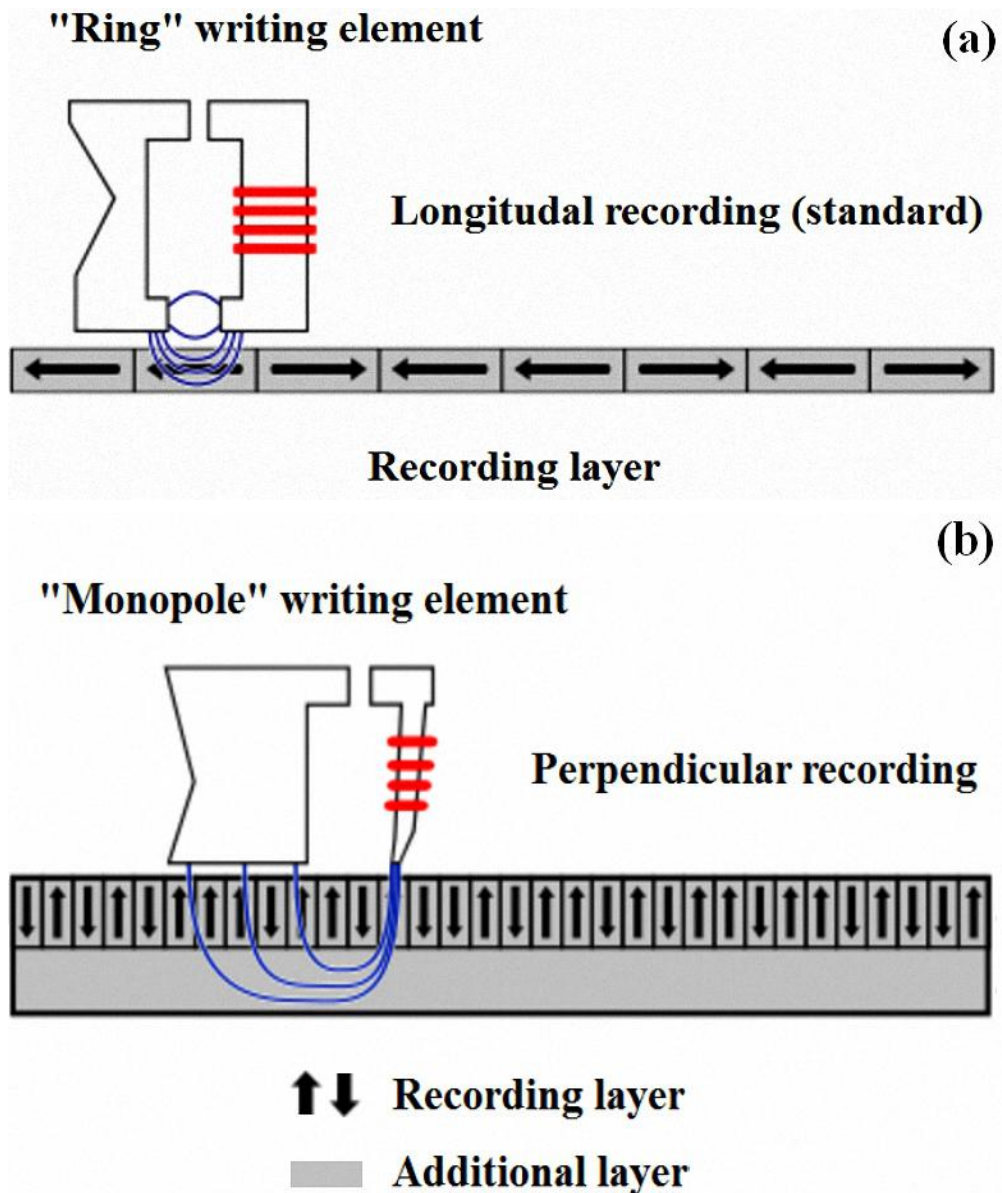 "Ring" writing element
(a)
Longitudal recording (standard)
Recording layer
(b)
"Monopole" writing element
Perpendicular recording
Recording layer
Additional layer